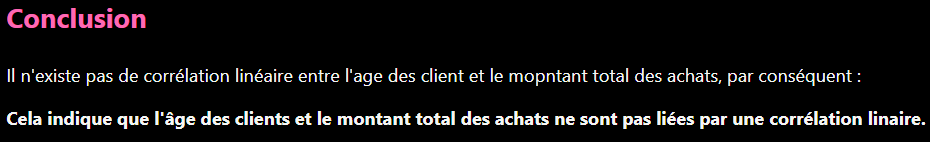 Conclusion
Il n'existe pas de corrélation linéaire entre l'age des client et le mopntant total des achats, par conséquent :
Cela indique que l'âge des clients et le montant total des achats ne sont pas liées par une corrélation linaire.